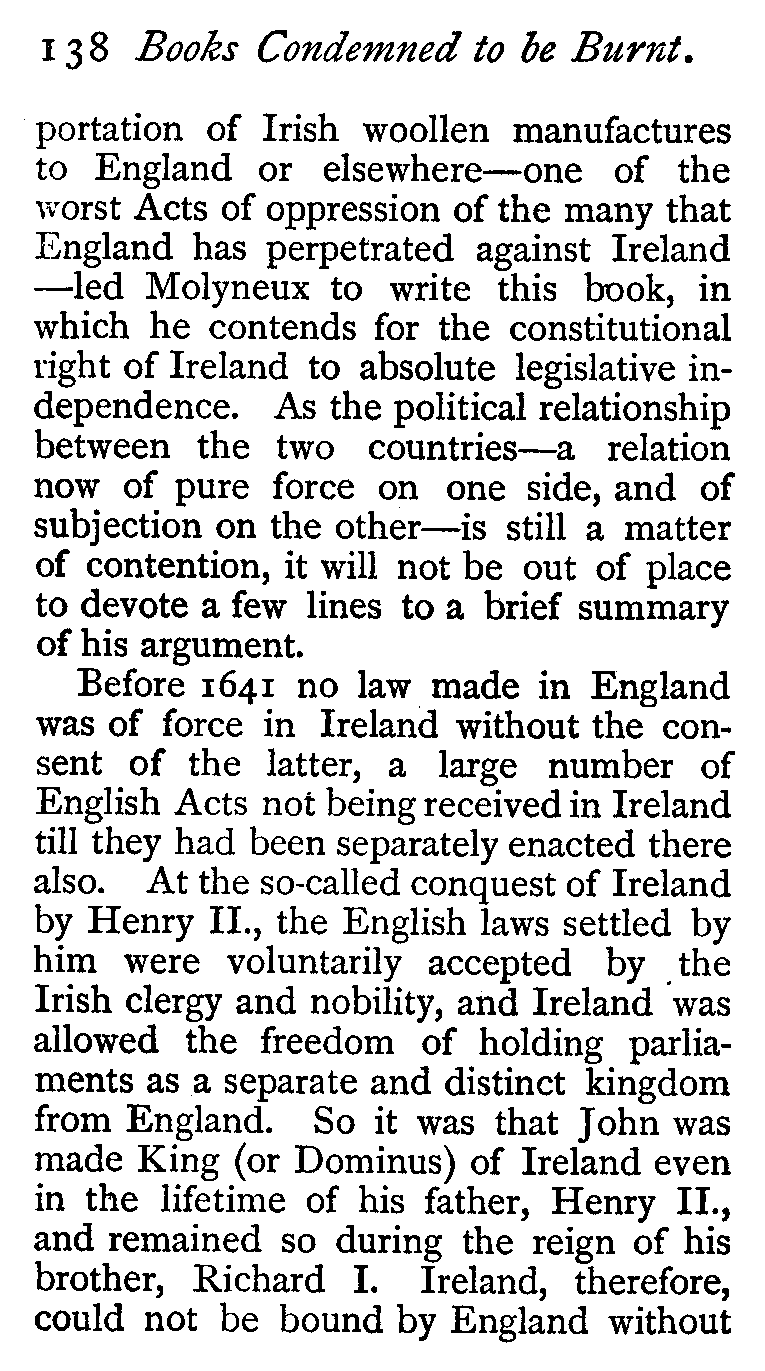 138 Books Condemned to be Burnt.
portation of Irish woollen manufactures
to England or elsewhere—one of the
worst Acts of oppression of the many that
England has perpetrated against Ireland
—led Molyneux to write this book, in
which he contends for the constitutional
right of Ireland to absolute legislative in-
dependence. As the political relationship
between the two countries—a relation
now of pure force on one side, and of
subjection on the other—is still a matter
of contention, it will not be out of place
to devote a few lines to a brief summary
of his argument.
Before 1641 no law made in England
was of force in Ireland without the con-
sent of the latter, a large number of
English Acts not being received in Ireland
till they had been separately enacted there
also. At the so-called conquest of Ireland
by Henry II., the English laws settled by
him were voluntarily accepted by the
Irish clergy and nobility, and Ireland was
allowed the freedom of holding parlia-
ments as a separate and distinct kingdom
from England. So it was that John was
made King (or Dominus) of Ireland even
in the lifetime of his father, Henry II.,
and remained so during the reign of his
brother, Richard I. Ireland, therefore,
could not be bound by England without